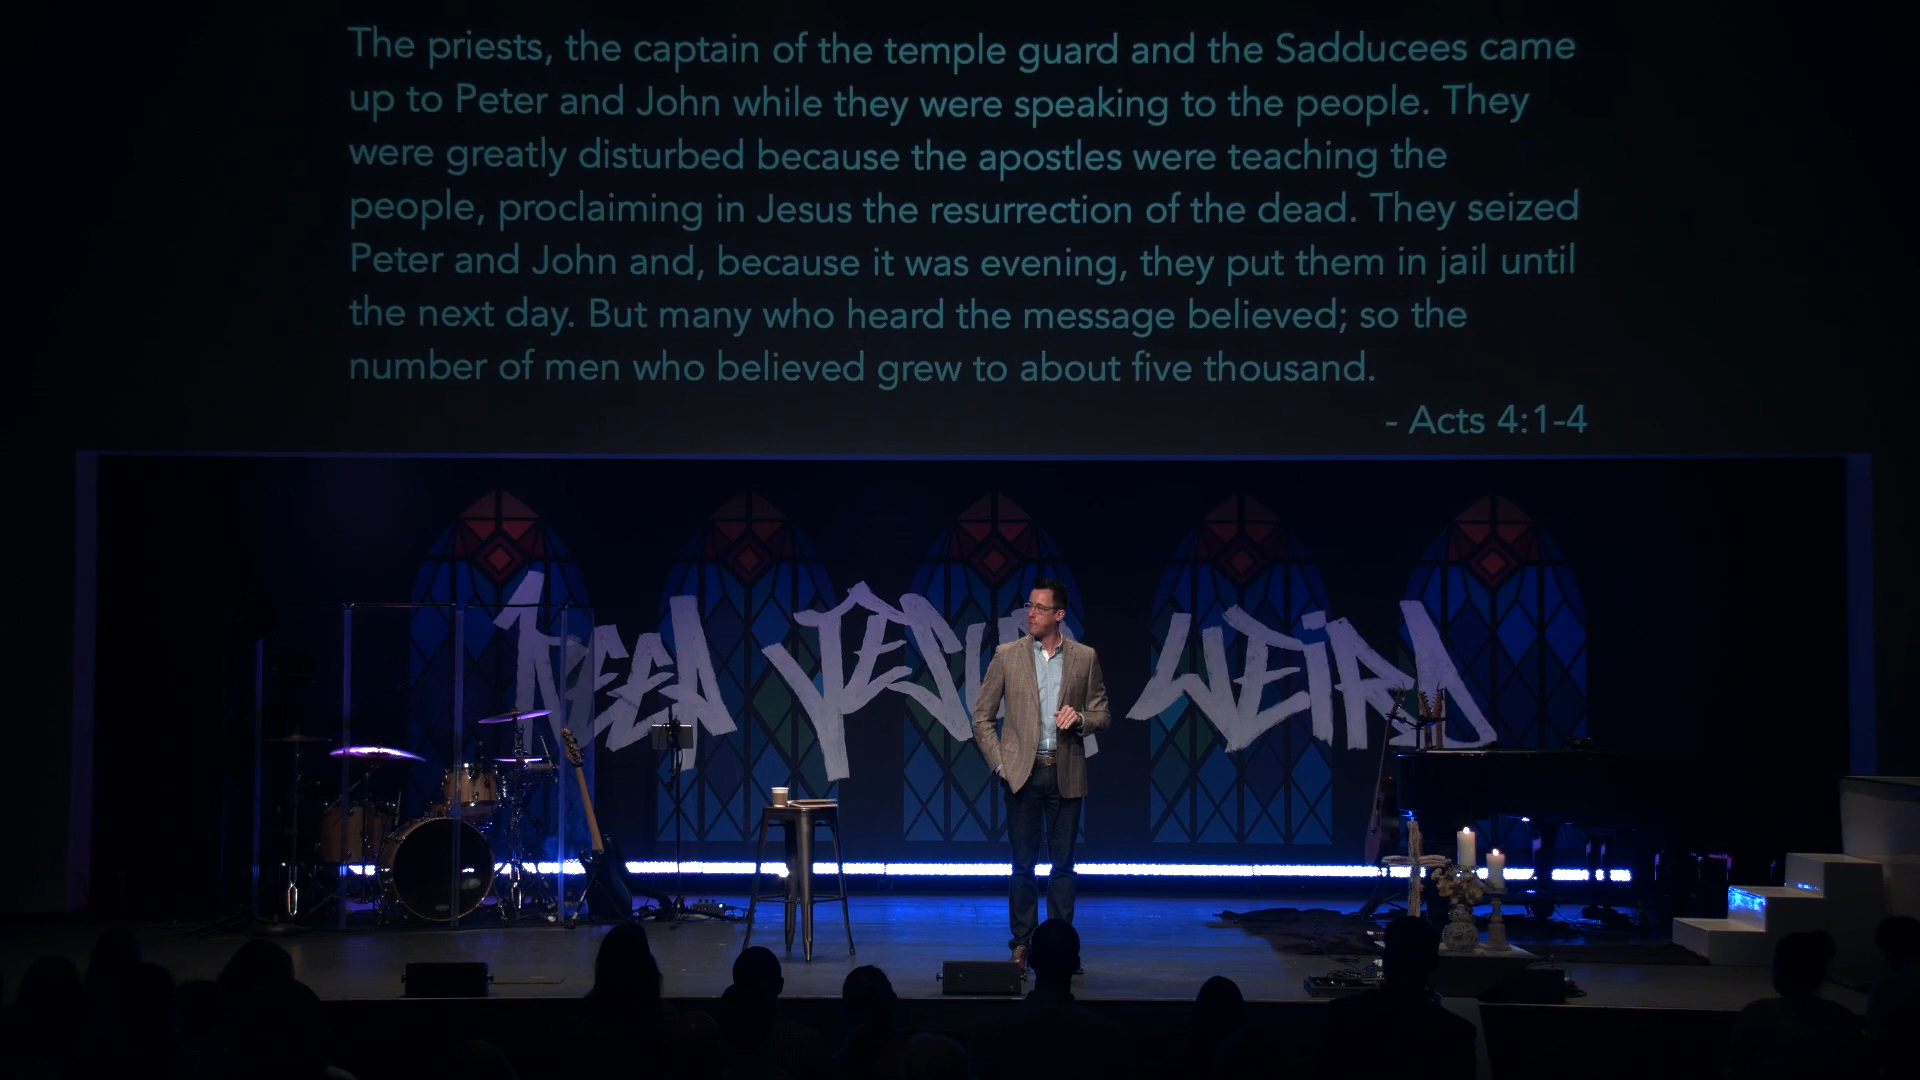 The priests, the captain of the temple guard and the Sadducees came
up to Peter and John while they were speaking to the people. They
were greatly disturbed because the apostles were teaching the
people, proclaiming in Jesus the resurrection of the dead. They seized
Peter and John and, because it was evening, they put them in jail until
the next day. But many who heard the message believed; so the
number of men who believed grew to about five thousand.
- Acts 4:1-4
JESUS WEiRD